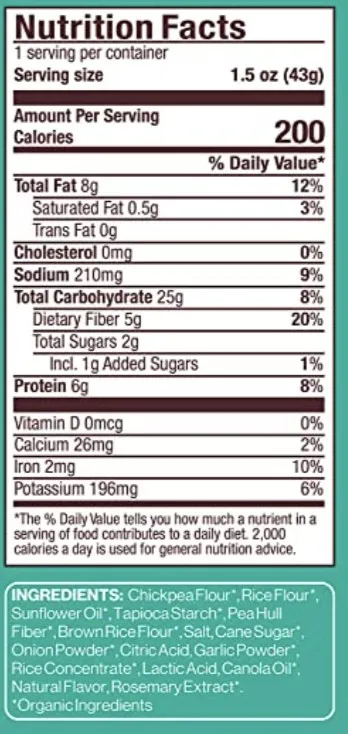 Nutrition Facts
1 serving per container
Serving size 1.5 oz (43g)
Amount Per Serving
Calories 200
% Daily Value*
Total Fat 8g 12%
Saturated Fat 0.5g 3%
Trans Fat 0g
Cholesterol 0mg 0%
Sodium 210mg 9%
Total Carbohydrate 25g 8%
Dietary Fiber 5g 20%
Total Sugars 2g
Incl. 1g Added Sugars 1%
Protein 6g 8%
Vitamin D 0mcg 0%
Calcium 26mg 2%
Iron 2mg 10%
Potassium 196mg 6%
*The % Daily Value tells you how much a nutrient in a
serving of food contributes to a daily diet. 2,000
calories a day is used for general nutrition advice.
INGREDIENTS: Chickpea Flour*, Rice Flour*,
Sunflower Oil*, Tapioca Starch*, Pea Hull
Fiber*, Brown Rice Flour*, Salt, Cane Sugar*,
Onion Powder*, Citric Acid, Garlic Powder*,
Rice Concentrate*, Lactic Acid, Canola Oil*,
Natural Flavor, Rosemary Extract*.
*Organic Ingredients